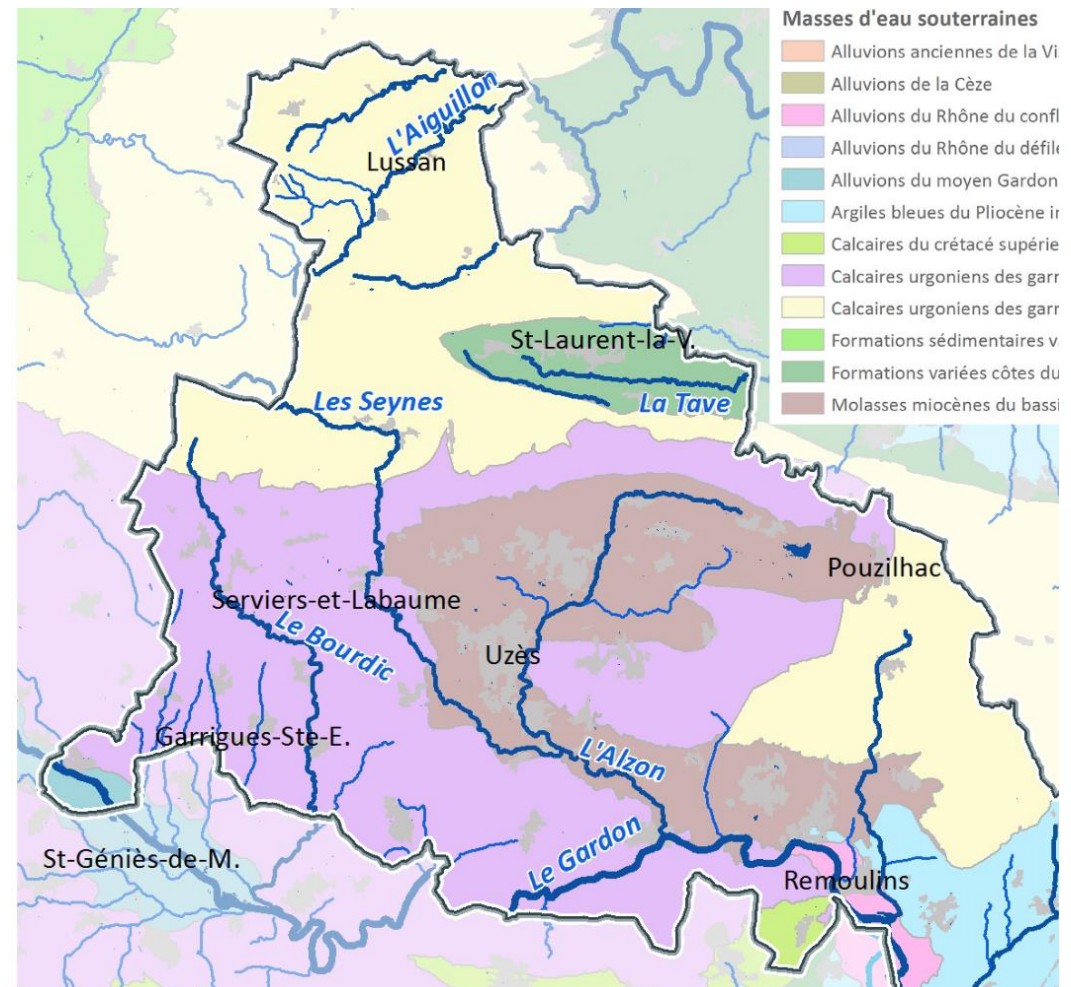 Masses d'eau souterraines
Alluvions anciennes de la Vi
Alluvions de la Cèze
Alluvions du Rhône du confl
Alluvions du Rhône du défile
Alluvions du moyen Gardon
Argiles bleues du Pliocène in
Calcaires du crétacé supérie
Calcaires urgoniens des garr
Calcaires urgoniens des garr
Formations sédimentaires va
Formations variées côtes du
Molasses miocènes du bassi
L'Aiguillon
Lussan
St-Laurent-la-V.
Les Seynes
La Tave
Pouzilhac
Serviers-et-Labaume
Le Bourdic
Uzès
Garrigues-Ste-E.
L'Alzon
St-Géniès-de-M.
Le Gardon
Remoulins